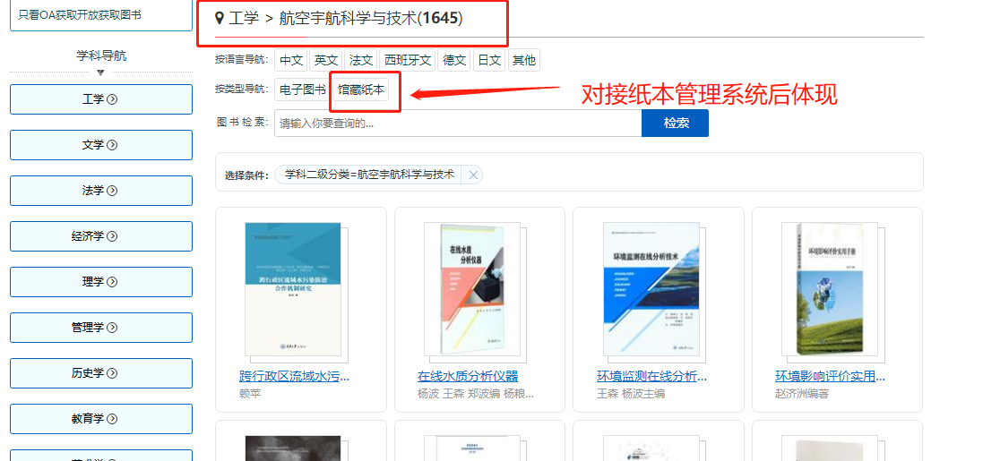 只看OA获取开放获取图书
工学 > 航空宇航科学与技术(1645)
学科导航
按语言导航： 中文 英文 法文 西班牙文 德文 日文 其他
按类型导航： 电子图书 馆藏纸本
对接纸本管理系统后体现
图书检索： 请输入你要查询的... 检索
工学
文学
法学
经济学
理学
管理学
历史学
教育学
选择条件： 学科二级分类=航空宇航科学与技术
跨行政区流域水污染防治
合作机制研究
在线水质
分析仪器
环境监测在线分析技术
环境影响评价实用手册
跨行政区流域水污...
赖苹
在线水质分析仪器
杨波 王森 郑波编 杨粮...
环境监测在线分析...
王森 杨波主编
环境影响评价实用...
赵济洲编著